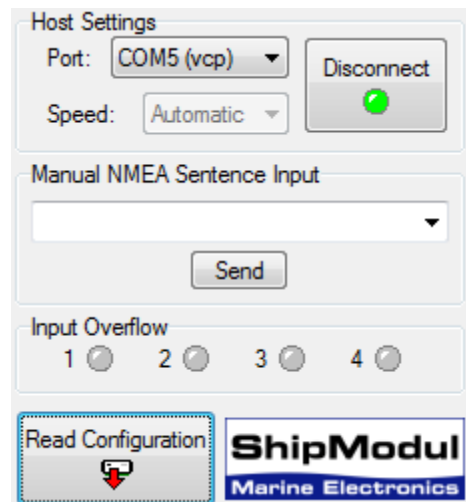 Host Settings
Port: COM5 (vcp)
Disconnect
Speed: Automatic
Manual NMEA Sentence Input
Send
Input Overflow
1 2 3 4
Read Configuration
ShipModul
Marine Electronics